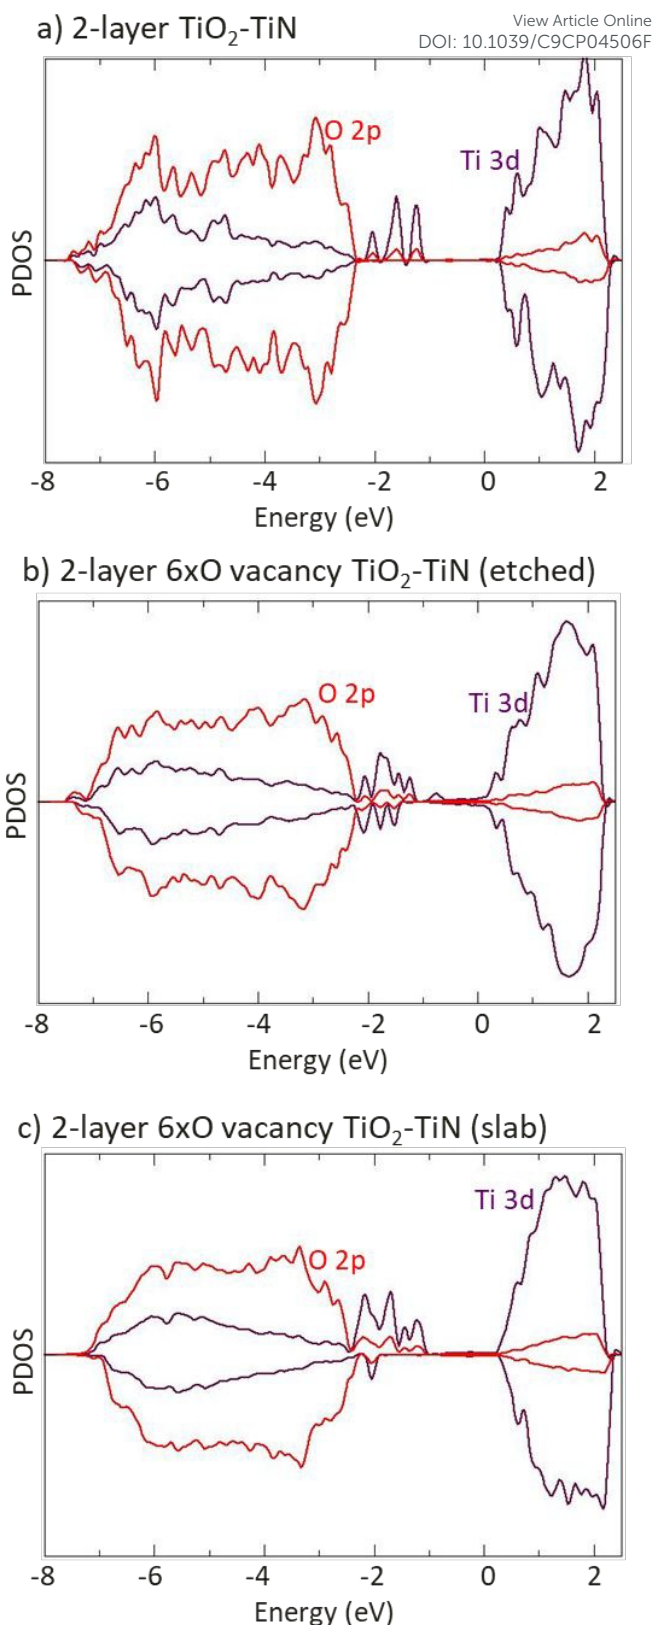 View Article Online
DOI: 10.1039/C9CP04506F
a) 2-layer TiO₂-TiN
O 2p
Ti 3d
PDOS
-8 -6 -4 -2 0 2
Energy (eV)
b) 2-layer 6xO vacancy TiO₂-TiN (etched)
O 2p
Ti 3d
PDOS
-8 -6 -4 -2 0 2
Energy (eV)
c) 2-layer 6xO vacancy TiO₂-TiN (slab)
Ti 3d
O 2p
PDOS
-8 -6 -4 -2 0 2
Energy (eV)